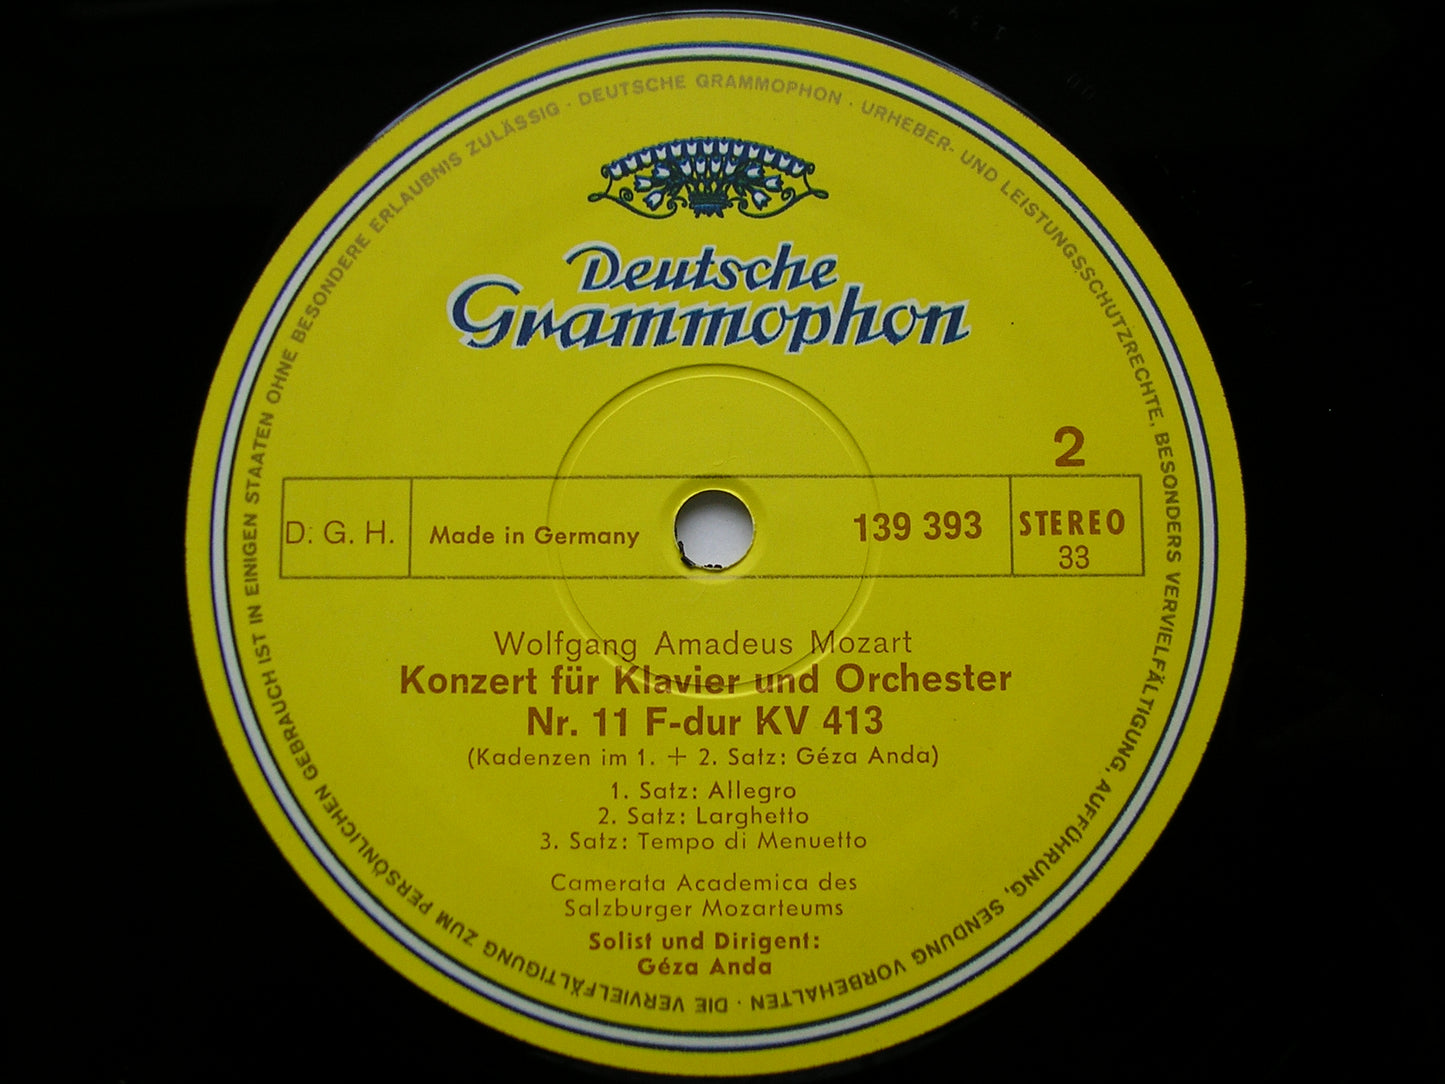 DEUTSCHE GRAMMOPHON · URHEBER- UND LEISTUNGSSCHUTZRECHTE, BESONDERS VERVIELFÄLTIGUNG, AUFFÜHRUNG, SENDUNG VORBEHALTEN · DIE VERVIELFÄLTIGUNG ZUM PERSÖNLICHEN GEBRAUCH IST IN EINIGEN STAATEN OHNE BESONDERE ERLAUBNIS ZULÄSSIG ·
Deutsche
Grammophon
2
D. G. H.
Made in Germany
139 393
STEREO
33
Wolfgang Amadeus Mozart
Konzert für Klavier und Orchester
Nr. 11 F-dur KV 413
(Kadenzen im 1. + 2. Satz: Géza Anda)
1. Satz: Allegro
2. Satz: Larghetto
3. Satz: Tempo di Menuetto
Camerata Academica des
Salzburger Mozarteums
Solist und Dirigent:
Géza Anda